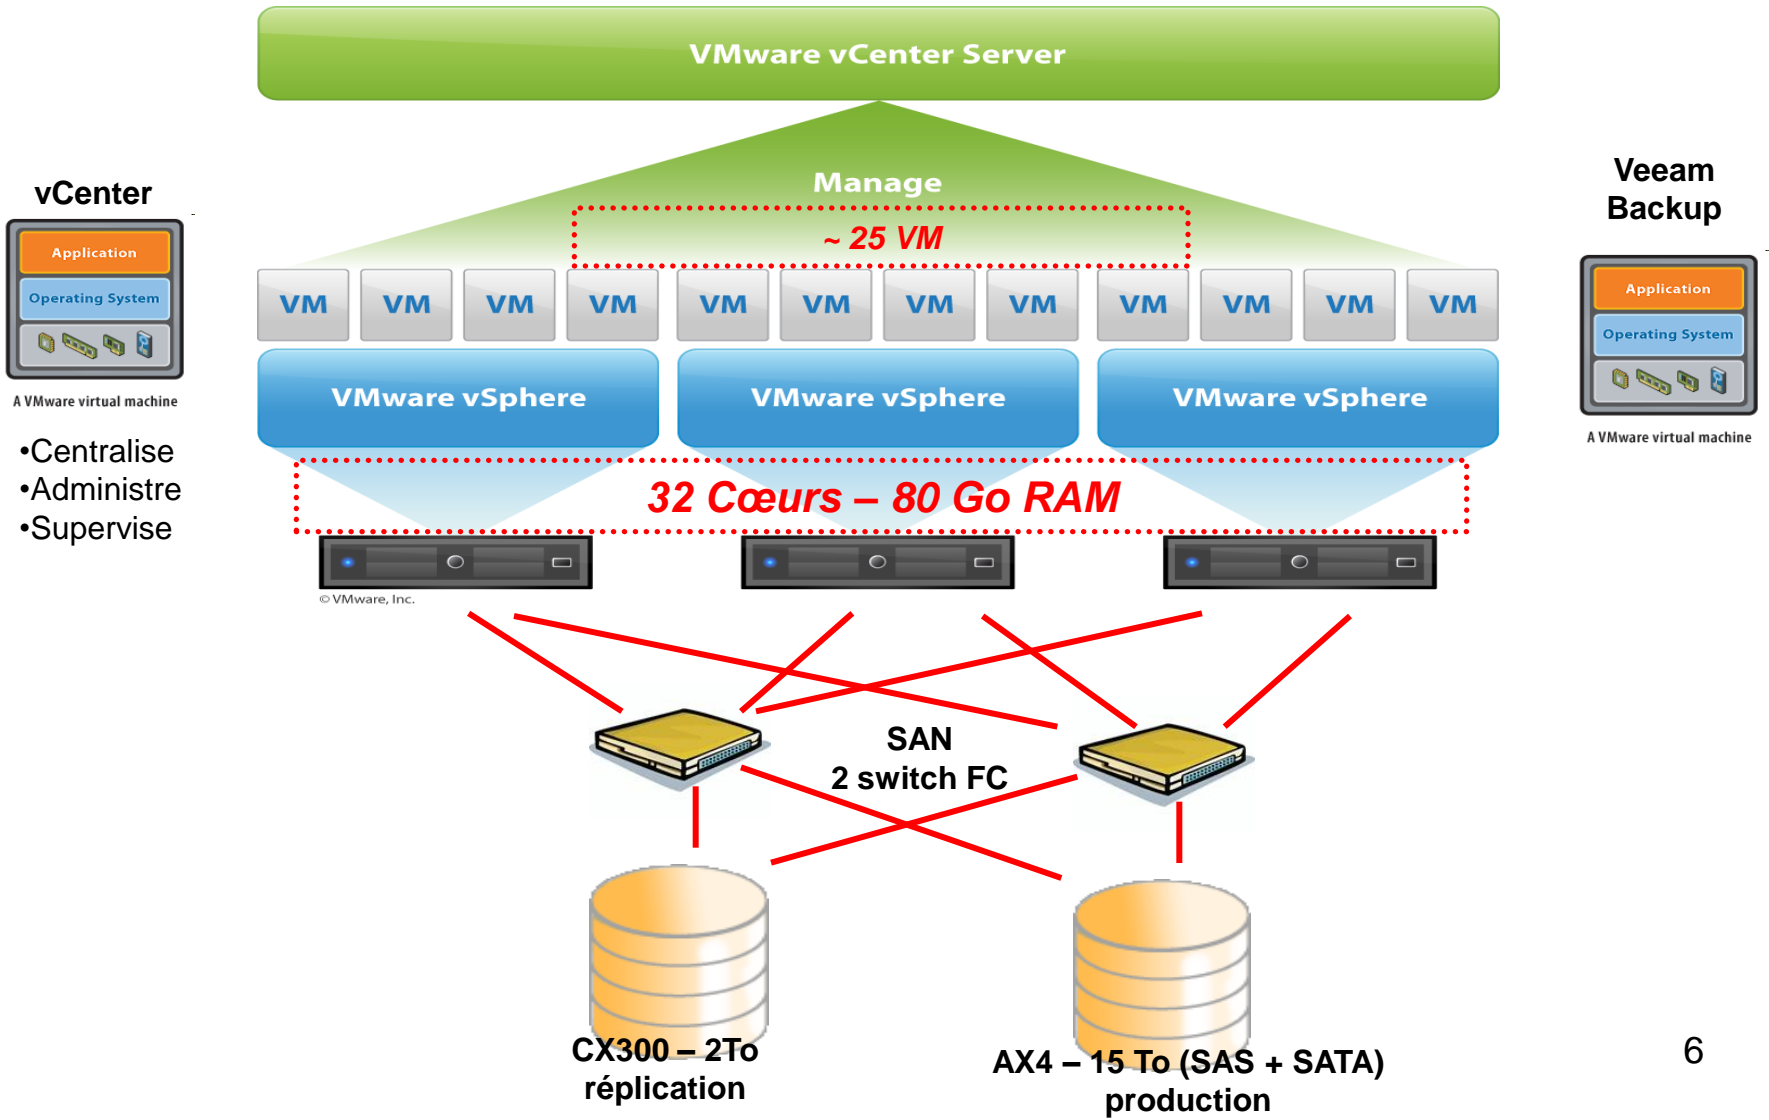 VMware vCenter Server
Manage
~ 25 VM
vCenter
Application
Operating System
A VMware virtual machine
•Centralise
•Administre
•Supervise
Veeam
Backup
Application
Operating System
A VMware virtual machine
VM VM VM VM VM VM VM VM VM VM VM VM
VMware vSphere VMware vSphere VMware vSphere
32 Cœurs – 80 Go RAM
© VMware, Inc.
SAN
2 switch FC
CX300 – 2To
réplication
AX4 – 15 To (SAS + SATA)
production
6